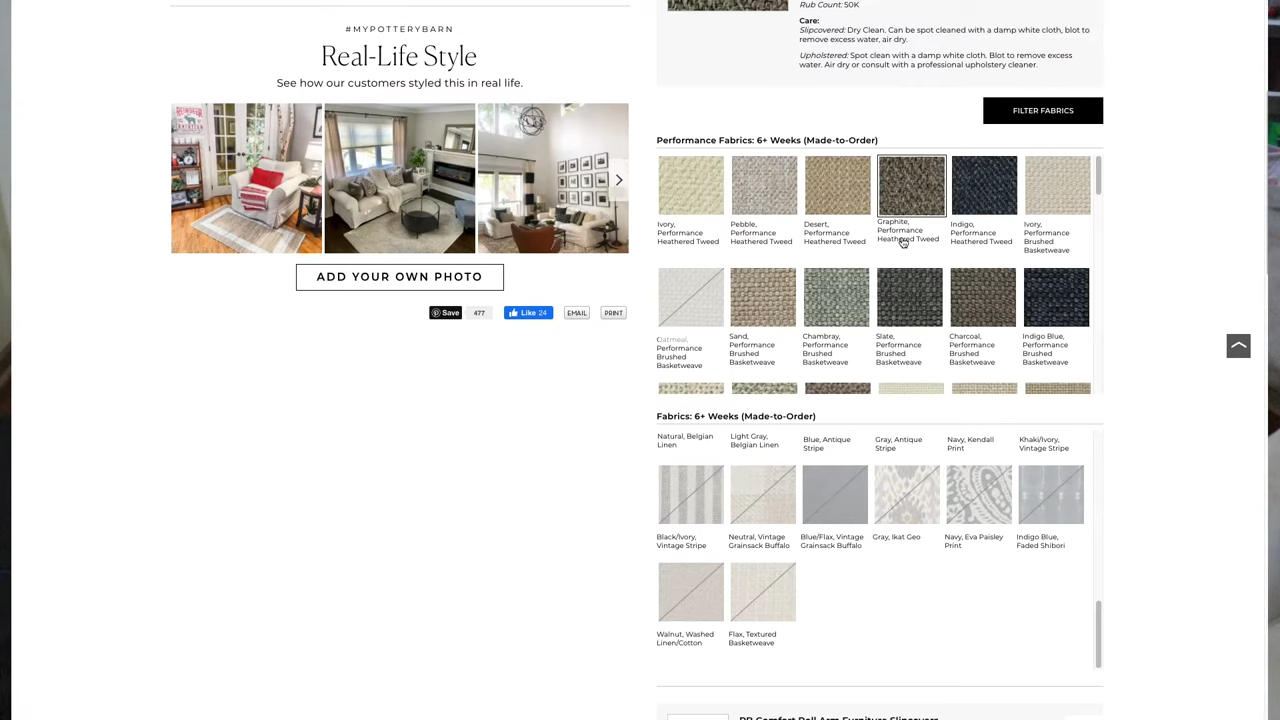 #MYPOTTERYBARN
Real-Life Style
See how our customers styled this in real life.
ADD YOUR OWN PHOTO
Save
477
Like 24
EMAIL
PRINT
Rub Count: 50K
Care:
Slipcovered: Dry Clean. Can be spot cleaned with a damp white cloth, blot to
remove excess water, air dry.
Upholstered: Spot clean with a damp white cloth. Blot to remove excess
water. Air dry or consult with a professional upholstery cleaner.
FILTER FABRICS
Performance Fabrics: 6+ Weeks (Made-to-Order)
Ivory,
Performance
Heathered Tweed
Pebble,
Performance
Heathered Tweed
Desert,
Performance
Heathered Tweed
Graphite,
Performance
Heathered Tweed
Indigo,
Performance
Heathered Tweed
Ivory,
Performance
Brushed
Basketweave
Oatmeal,
Performance
Brushed
Basketweave
Sand,
Performance
Brushed
Basketweave
Chambray,
Performance
Brushed
Basketweave
Slate,
Performance
Brushed
Basketweave
Charcoal,
Performance
Brushed
Basketweave
Indigo Blue,
Performance
Brushed
Basketweave
Fabrics: 6+ Weeks (Made-to-Order)
Natural, Belgian
Linen
Light Gray,
Belgian Linen
Blue, Antique
Stripe
Gray, Antique
Stripe
Navy, Kendall
Print
Khaki/Ivory,
Vintage Stripe
Black/Ivory,
Vintage Stripe
Neutral, Vintage
Grainsack Buffalo
Blue/Flax, Vintage
Grainsack Buffalo
Gray, Ikat Geo
Navy, Eva Paisley
Print
Indigo Blue,
Faded Shibori
Walnut, Washed
Linen/Cotton
Flax, Textured
Basketweave
PB Comfort Roll Arm Furniture Slipcovers